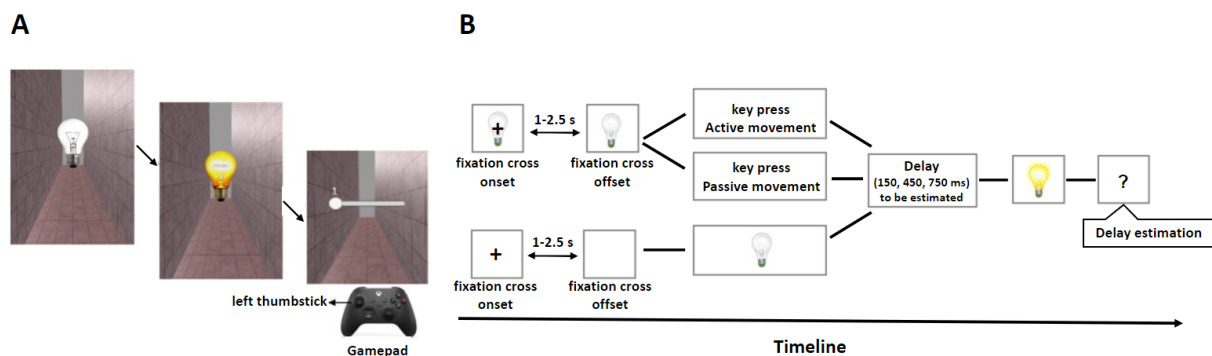 A
1
left thumbstick
Gamepad
B
+
1-2.5 s
fixation cross
onset
fixation cross
offset
key press
Active movement
key press
Passive movement
Delay
(150, 450, 750 ms)
to be estimated
?
Delay estimation
+
1-2.5 s
fixation cross
onset
fixation cross
offset
Timeline